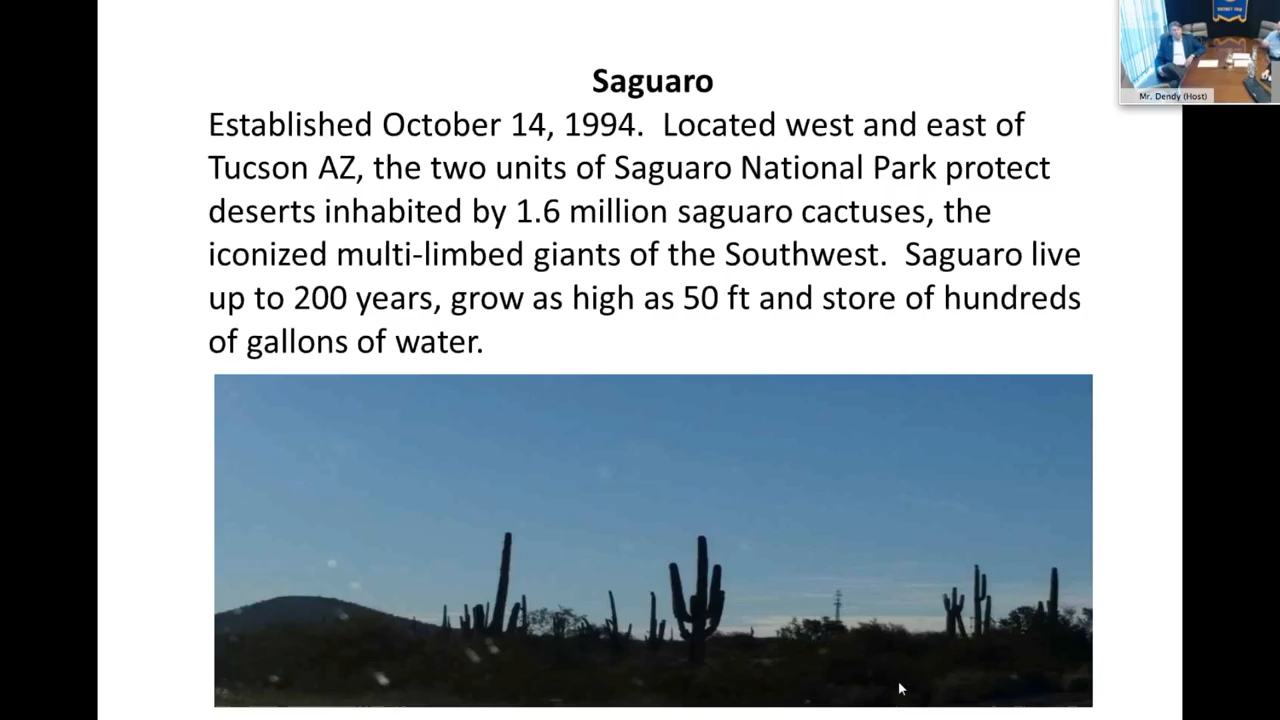 Saguaro
Established October 14, 1994.  Located west and east of
Tucson AZ, the two units of Saguaro National Park protect
deserts inhabited by 1.6 million saguaro cactuses, the
iconized multi-limbed giants of the Southwest.  Saguaro live
up to 200 years, grow as high as 50 ft and store of hundreds
of gallons of water.
Mr. Dendy (Host)